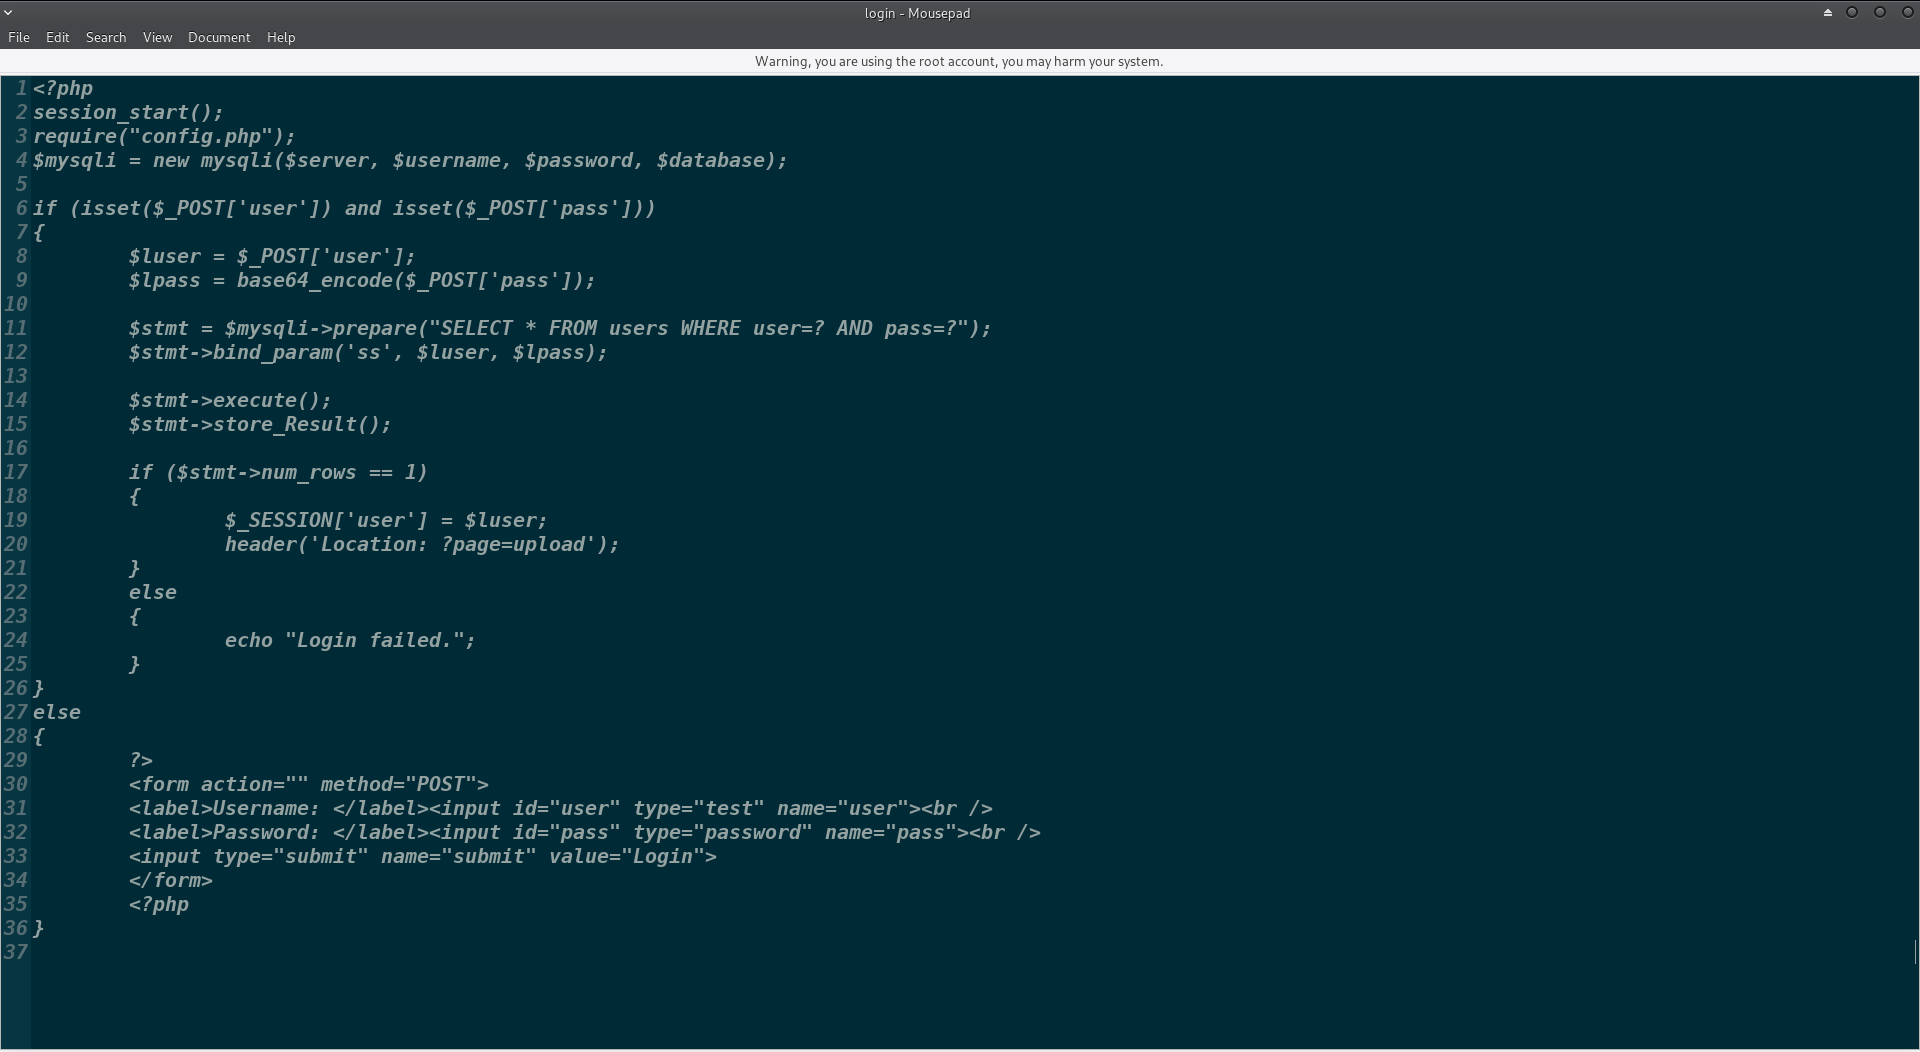 login - Mousepad
File Edit Search View Document Help
Warning, you are using the root account, you may harm your system.
1 <?php
2 session_start();
3 require("config.php");
4 $mysqli = new mysqli($server, $username, $password, $database);
5
6 if (isset($_POST['user']) and isset($_POST['pass']))
7 {
8 $luser = $_POST['user'];
9 $lpass = base64_encode($_POST['pass']);
10
11 $stmt = $mysqli->prepare("SELECT * FROM users WHERE user=? AND pass=?");
12 $stmt->bind_param('ss', $luser, $lpass);
13
14 $stmt->execute();
15 $stmt->store_Result();
16
17 if ($stmt->num_rows == 1)
18 {
19 $_SESSION['user'] = $luser;
20 header('Location: ?page=upload');
21 }
22 else
23 {
24 echo "Login failed.";
25 }
26 }
27 else
28 {
29 ?>
30 <form action="" method="POST">
31 <label>Username: </label><input id="user" type="test" name="user"><br />
32 <label>Password: </label><input id="pass" type="password" name="pass"><br />
33 <input type="submit" name="submit" value="Login">
34 </form>
35 <?php
36 }
37